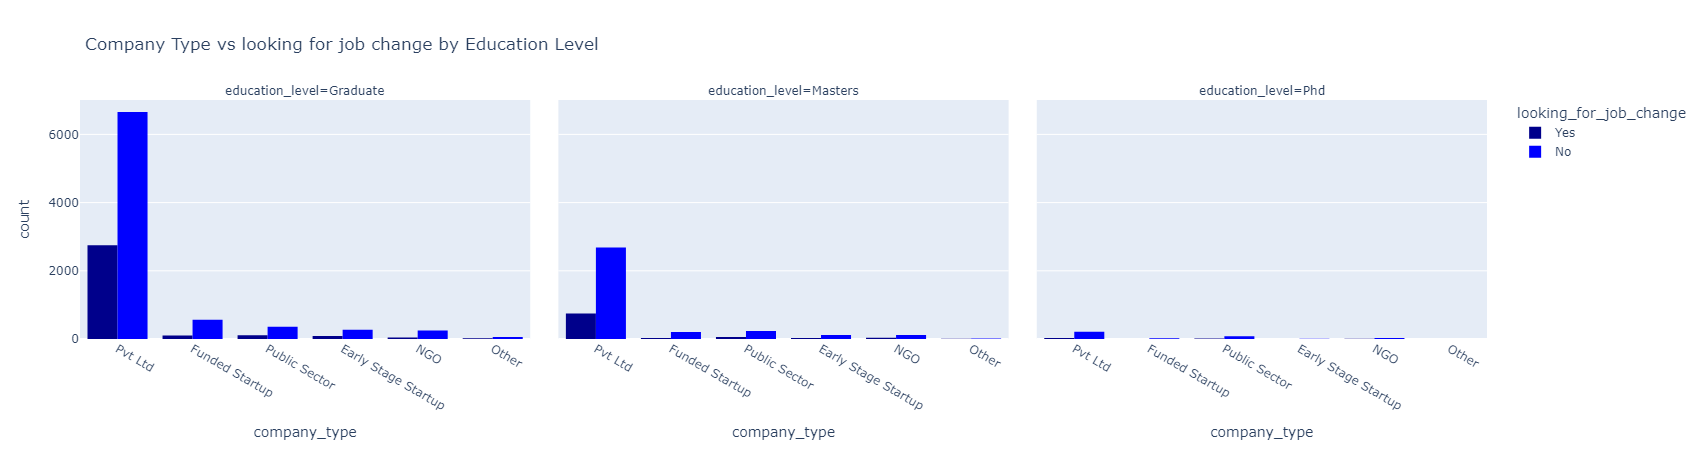 Company Type vs looking for job change by Education Level
education_level=Graduate
education_level=Masters
education_level=Phd
looking_for_job_change
Yes
No
count
6000
4000
2000
0
Pvt Ltd
Funded Startup
Public Sector
Early Stage Startup
NGO
Other
Pvt Ltd
Funded Startup
Public Sector
Early Stage Startup
NGO
Other
Pvt Ltd
Funded Startup
Public Sector
Early Stage Startup
NGO
Other
company_type
company_type
company_type